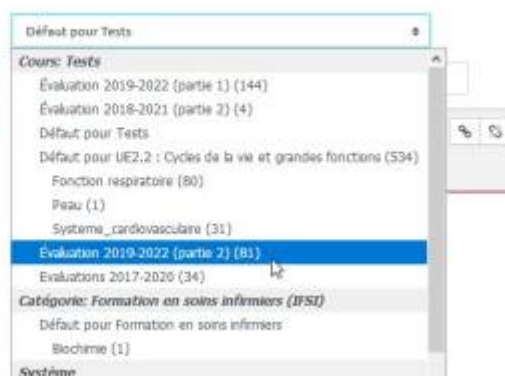 Défaut pour Tests
Cours: Tests
Évaluation 2019-2022 (partie 1) (144)
Évaluation 2018-2021 (partie 2) (4)
Défaut pour Tests
Défaut pour UE2.2 : Cycles de la vie et grandes fonctions (534)
Fonction respiratoire (80)
Peau (1)
Systeme_cardiovasculaire (31)
Évaluation 2019-2022 (partie 2) (81)
Evaluations 2017-2020 (34)
Catégorie: Formation en soins infirmiers (IFSI)
Défaut pour Formation en soins infirmiers
Biochimie (1)
Système